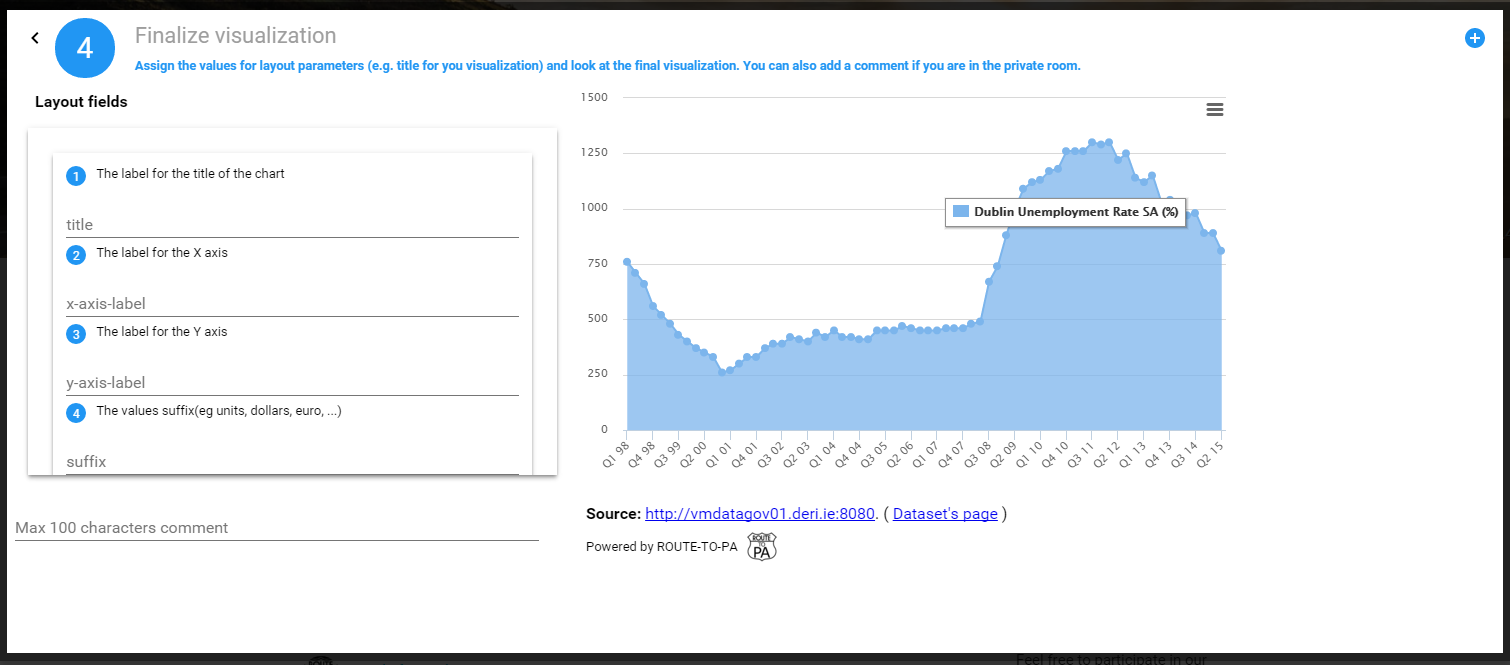 4
Finalize visualization
Assign the values for layout parameters (e.g. title for you visualization) and look at the final visualization. You can also add a comment if you are in the private room.
Layout fields
1 The label for the title of the chart
title
2 The label for the X axis
x-axis-label
3 The label for the Y axis
y-axis-label
4 The values suffix(eg units, dollars, euro, ...)
suffix
Max 100 characters comment
1500
1250
1000
750
500
250
0
Dublin Unemployment Rate SA (%)
Q1 98 Q4 98 Q3 99 Q2 00 Q1 01 Q4 01 Q3 02 Q2 03 Q1 04 Q4 04 Q3 05 Q2 06 Q1 07 Q4 07 Q3 08 Q2 09 Q1 10 Q4 10 Q3 11 Q2 12 Q1 13 Q4 13 Q3 14 Q2 15
Source: http://vmdatagov01.deri.ie:8080. ( Dataset's page )
Powered by ROUTE-TO-PA
ROUTE
TO
PA
Feel free to participate in our